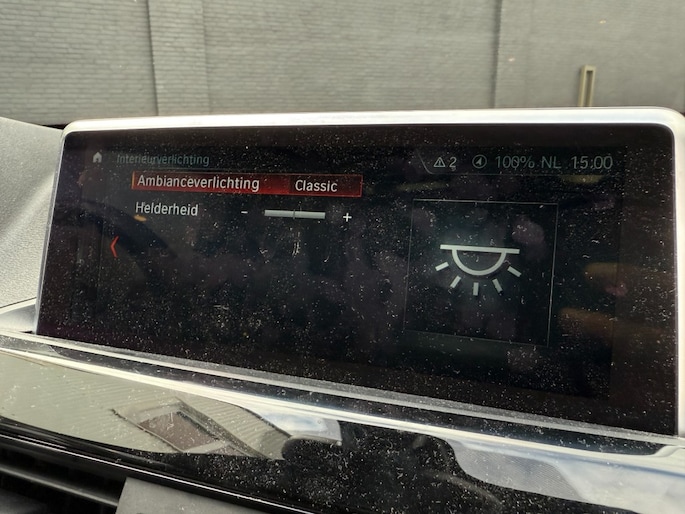 Interieurverlichting 2 100% NL 15:00
Ambianceverlichting Classic
Helderheid - +